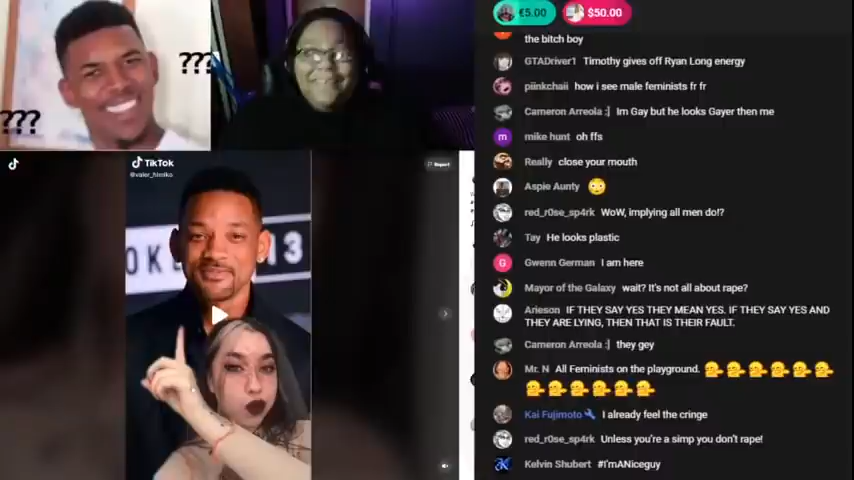 ???
???
TikTok
@valer_himiko
Report
OKE
13
€5.00
$50.00
the bitch boy
GTADriver1 Timothy gives off Ryan Long energy
piinkchaii how i see male feminists fr fr
Cameron Arreola :| Im Gay but he looks Gayer then me
mike hunt oh ffs
Really close your mouth
Aspie Aunty 😳
red_r0se_sp4rk WoW, implying all men do!?
Tay He looks plastic
G
Gwenn German I am here
Mayor of the Galaxy wait? It's not all about rape?
Arieson IF THEY SAY YES THEY MEAN YES. IF THEY SAY YES AND
THEY ARE LYING, THEN THAT IS THEIR FAULT.
Cameron Arreola :| they gey
Mr. N All Feminists on the playground.
Kai Fujimoto I already feel the cringe
red_r0se_sp4rk Unless you're a simp you don't rape!
Kelvin Shubert #I'mANiceguy